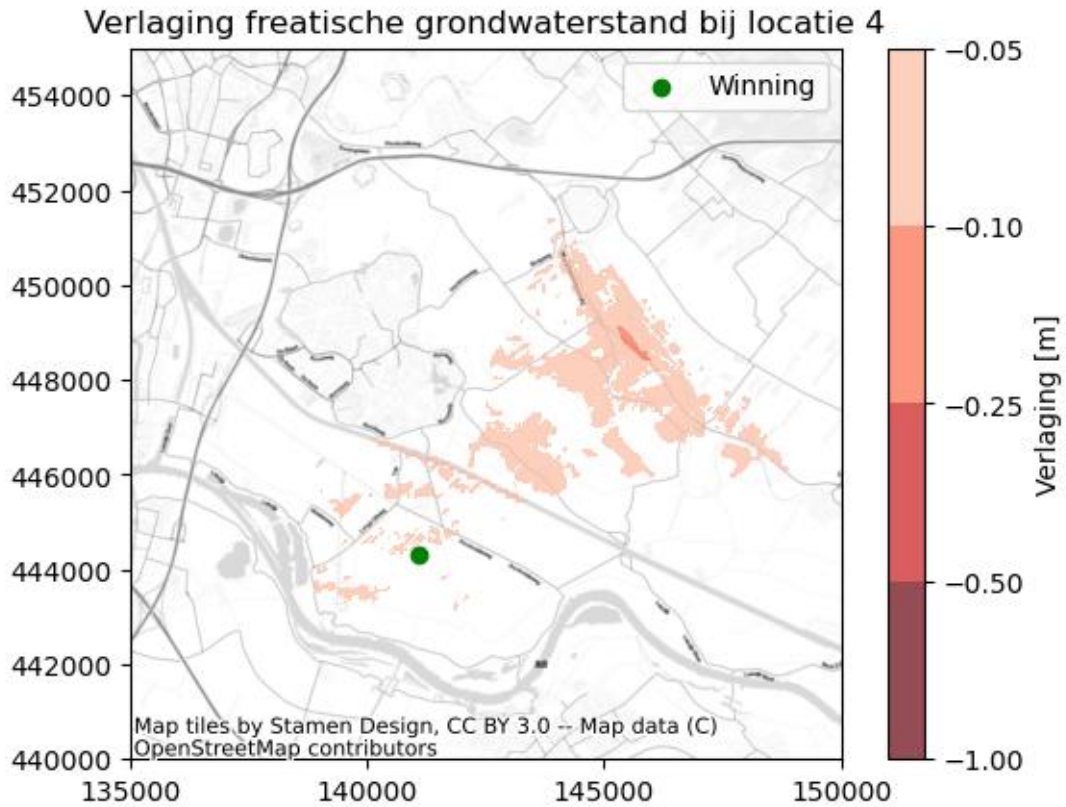 Verlaging freatische grondwaterstand bij locatie 4
Winning
454000
452000
450000
448000
446000
444000
442000
440000
135000 140000 145000 150000
Map tiles by Stamen Design, CC BY 3.0 -- Map data (C)
OpenStreetMap contributors
−0.05
−0.10
−0.25
−0.50
−1.00
Verlaging [m]